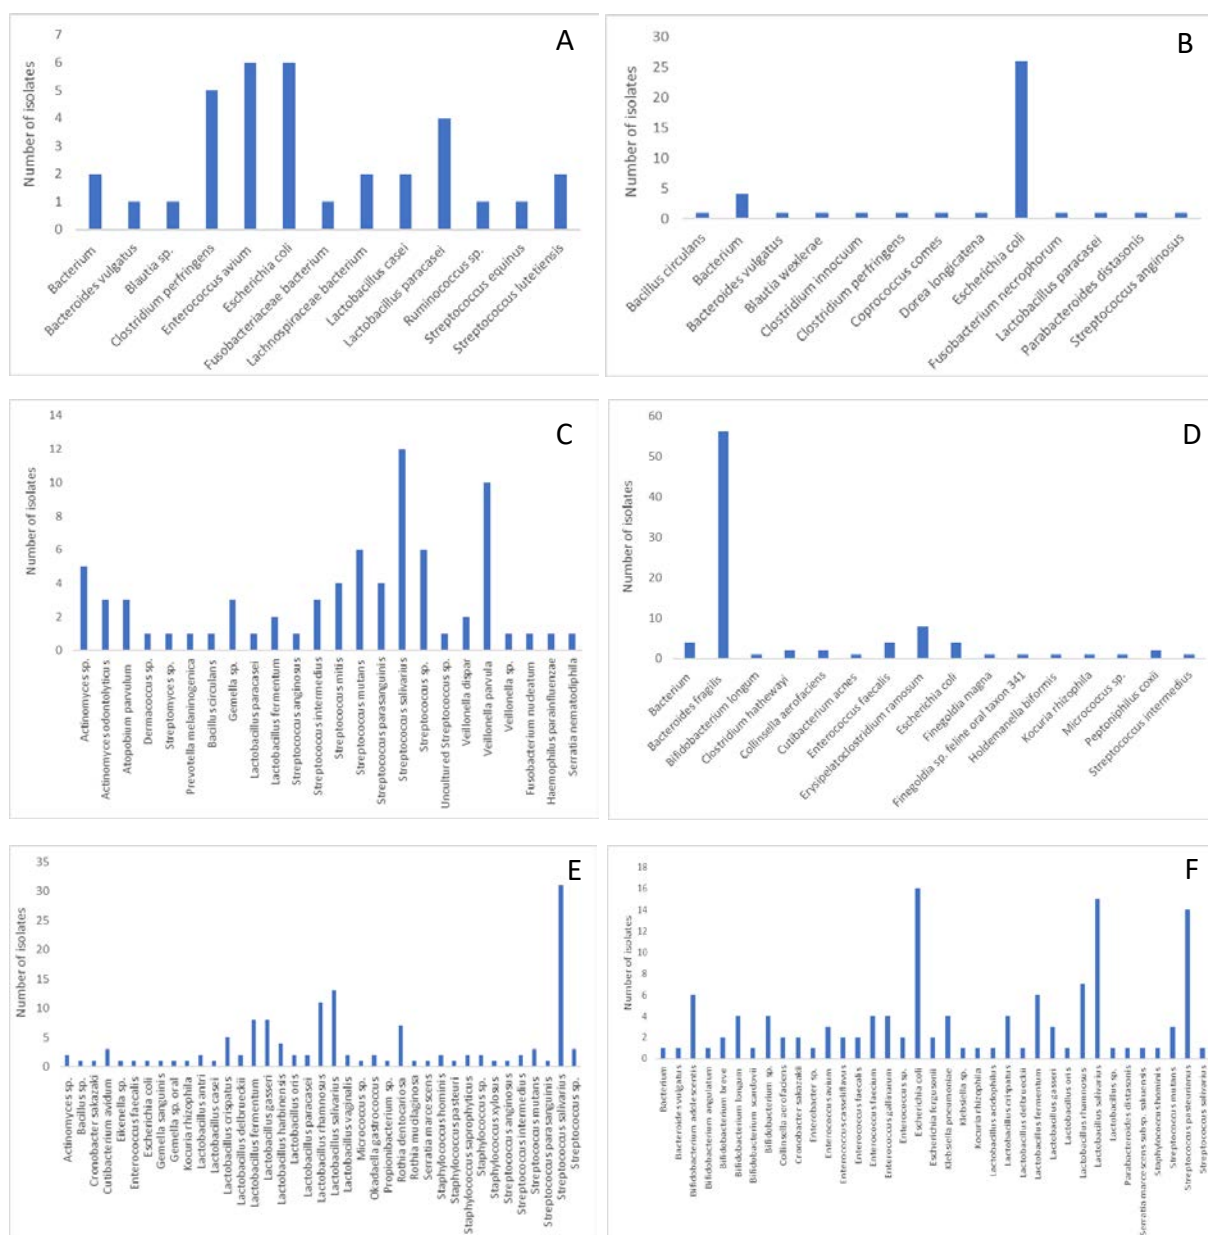 A
Number of isolates
7
6
5
4
3
2
1
0
Bacterium
Bacteroides vulgatus
Blautia sp.
Clostridium perfringens
Enterococcus avium
Escherichia coli
Fusobacteriaceae bacterium
Lachnospiraceae bacterium
Lactobacillus casei
Lactobacillus paracasei
Ruminococcus sp.
Streptococcus equinus
Streptococcus lutetiensis
B
Number of isolates
30
25
20
15
10
5
0
Bacillus circulans
Bacterium
Bacteroides vulgatus
Blautia wexlerae
Clostridium innocuum
Clostridium perfringens
Coprococcus comes
Dorea longicatena
Escherichia coli
Fusobacterium necrophorum
Lactobacillus paracasei
Parabacteroides distasonis
Streptococcus anginosus
C
Number of isolates
14
12
10
8
6
4
2
0
Actinomyces sp.
Actinomyces odontolyticus
Atopobium parvulum
Dermacoccus sp.
Streptomyces sp.
Prevotella melaninogenica
Bacillus circulans
Gemella sp.
Lactobacillus paracasei
Lactobacillus fermentum
Streptococcus anginosus
Streptococcus intermedius
Streptococcus mitis
Streptococcus mutans
Streptococcus parasanguinis
Streptococcus salivarius
Streptococcus sp.
Uncultured Streptococcus sp.
Veillonella dispar
Veillonella parvula
Veillonella sp.
Fusobacterium nucleatum
Haemophilus parainfluenzae
Serratia nematodiphila
D
Number of isolates
60
50
40
30
20
10
0
Bacterium
Bacteroides fragilis
Bifidobacterium longum
Clostridium hathewayi
Collinsella aerofaciens
Cutibacterium acnes
Enterococcus faecalis
Erysipelatoclostridium ramosum
Escherichia coli
Finegoldia magna
Finegoldia sp. feline oral taxon 341
Holdemanella biformis
Kocuria rhizophila
Micrococcus sp.
Peptoniphilus coxii
Streptococcus intermedius
E
Number of isolates
35
30
25
20
15
10
5
0
Actinomyces sp.
Bacillus sp.
Cronobacter sakazaki
Cutibacterium avidum
Eikenella sp.
Enterococcus faecalis
Escherichia coli
Gemella sanguinis
Gemella sp. oral
Kocuria rhizophila
Lactobacillus antri
Lactobacillus casei
Lactobacillus crispatus
Lactobacillus delbrueckii
Lactobacillus fermentum
Lactobacillus gasseri
Lactobacillus harbinensis
Lactobacillus oris
Lactobacillus paracasei
Lactobacillus rhamnosus
Lactobacillus salivarius
Lactobacillus vaginalis
Micrococcus sp.
Okadaella gastrococcus
Propionibacterium sp.
Rothia dentocariosa
Rothia mucilaginosa
Serratia marcescens
Staphylococcus hominis
Staphylococcus pasteuri
Staphylococcus saprophyticus
Staphylococcus sp.
Staphylococcus xylosus
Streptococcus anginosus
Streptococcus intermedius
Streptococcus mutans
Streptococcus parasanguinis
Streptococcus salivarius
Streptococcus sp.
F
Number of isolates
18
16
14
12
10
8
6
4
2
0
Bacterium
Bacteroides vulgatus
Bifidobacterium adolescentis
Bifidobacterium angulatum
Bifidobacterium breve
Bifidobacterium longum
Bifidobacterium scardovii
Bifidobacterium sp.
Collinsella aerofaciens
Cronobacter sakazakii
Enterobacter sp.
Enterococcus avium
Enterococcus casseliflavus
Enterococcus faecalis
Enterococcus faecium
Enterococcus gallinarum
Enterococcus sp.
Escherichia coli
Escherichia fergusonii
Klebsiella pneumoniae
Klebsiella sp.
Kocuria rhizophila
Lactobacillus acidophilus
Lactobacillus crispatus
Lactobacillus delbrueckii
Lactobacillus fermentum
Lactobacillus gasseri
Lactobacillus oris
Lactobacillus rhamnosus
Lactobacillus salivarius
Lactobacillus sp.
Parabacteroides distasonis
Serratia marcescens subsp. sakuensis
Staphylococcus hominis
Streptococcus mutans
Streptococcus pasteurianus
Streptococcus salivarius